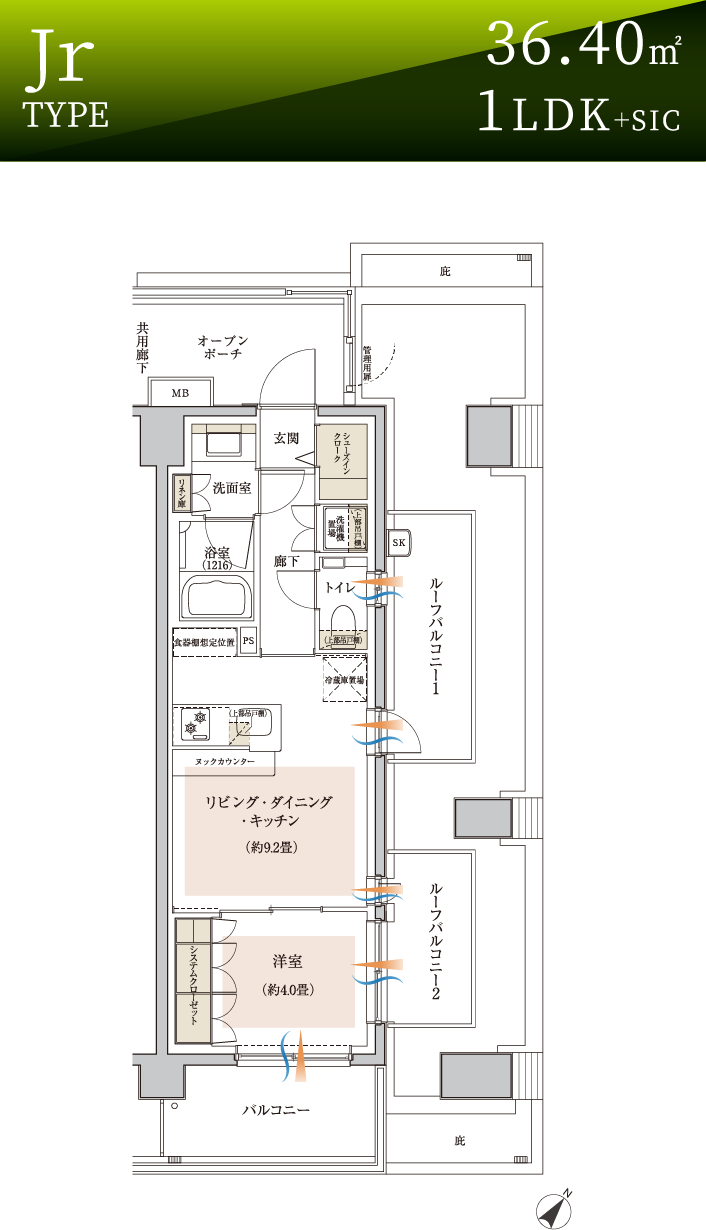 Jr
TYPE
36.40㎡
1LDK+SIC
庇
共用廊下
オープン
ポーチ
管理用扉
MB
玄関
シューズイン
クローク
リネン庫
洗面室
洗濯機
置場
(上部吊戸棚)
SK
浴室
(1216)
廊下
トイレ
(上部吊戸棚)
ルーフバルコニー1
食器棚想定位置
PS
冷蔵庫置場
(上部吊戸棚)
ヌックカウンター
リビング・ダイニング
・キッチン
(約9.2畳)
ルーフバルコニー2
システムクローゼット
洋室
(約4.0畳)
バルコニー
庇
N